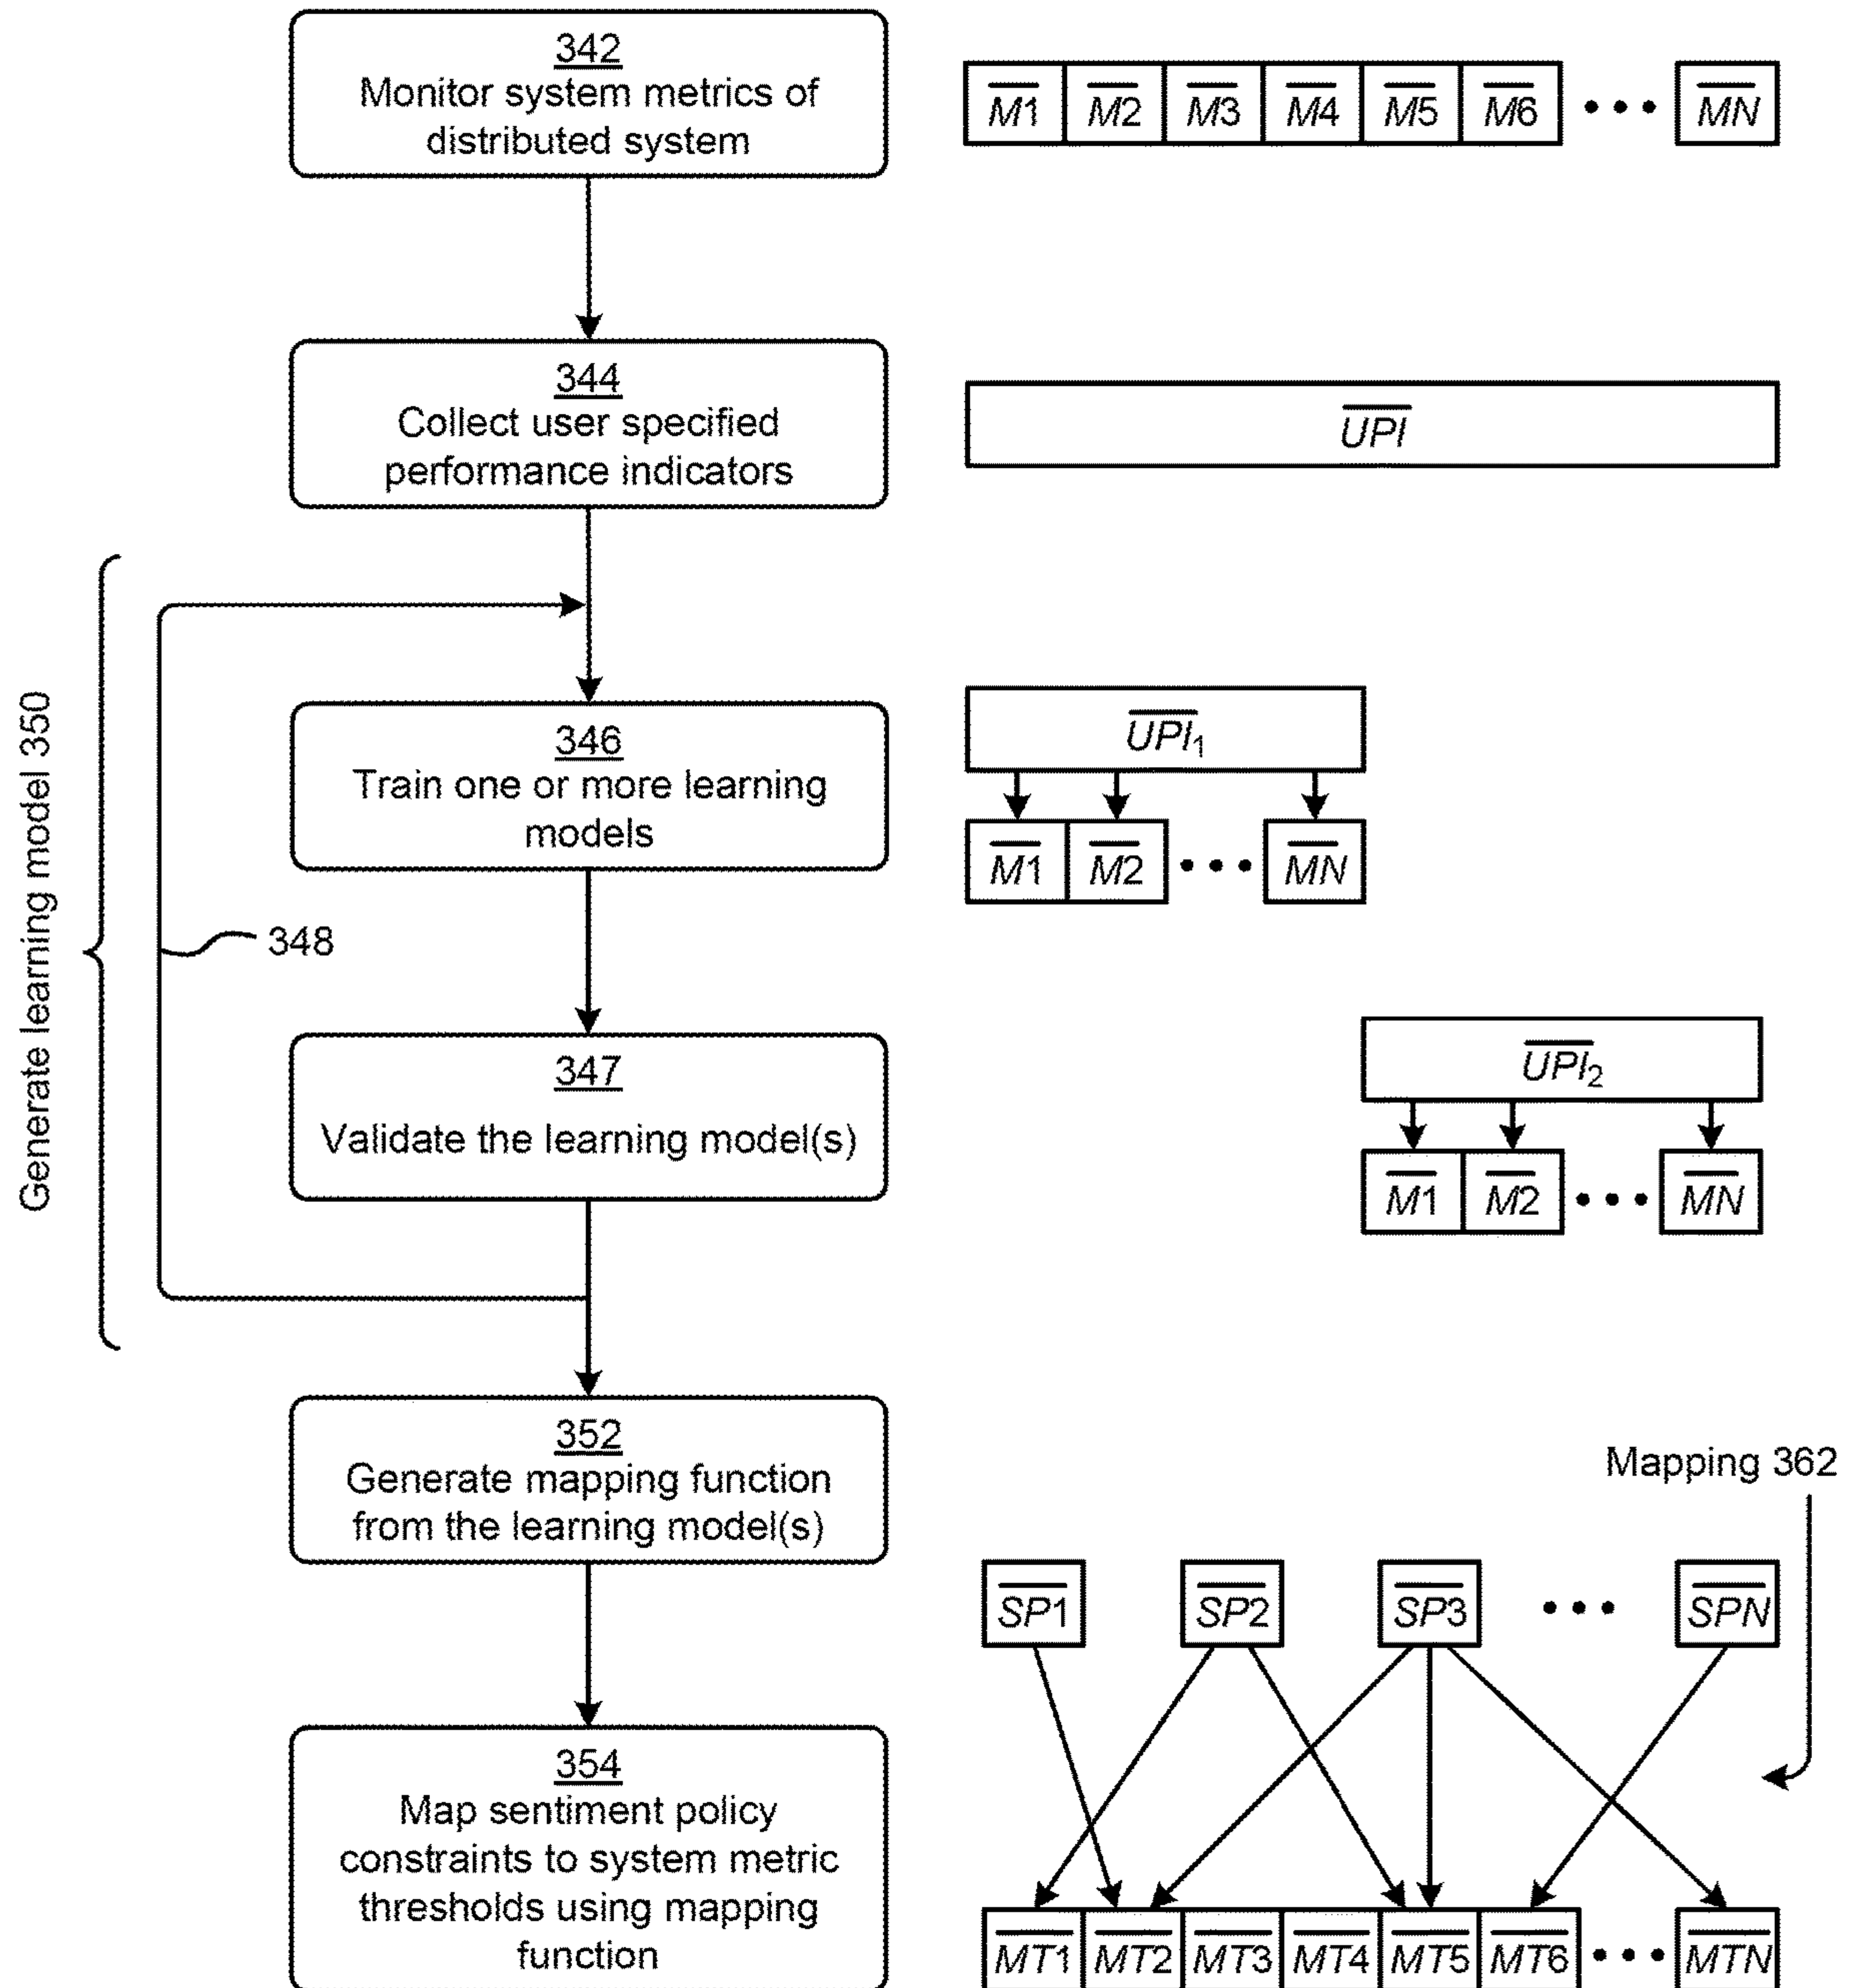 342
Monitor system metrics of
distributed system
M1 M2 M3 M4 M5 M6 • • • MN
344
Collect user specified
performance indicators
UPI
Generate learning model 350
346
Train one or more learning
models
UPI1
M1 M2 • • • MN
348
347
Validate the learning model(s)
UPI2
M1 M2 • • • MN
352
Generate mapping function
from the learning model(s)
Mapping 362
SP1 SP2 SP3 • • • SPN
354
Map sentiment policy
constraints to system metric
thresholds using mapping
function
MT1 MT2 MT3 MT4 MT5 MT6 • • • MTN